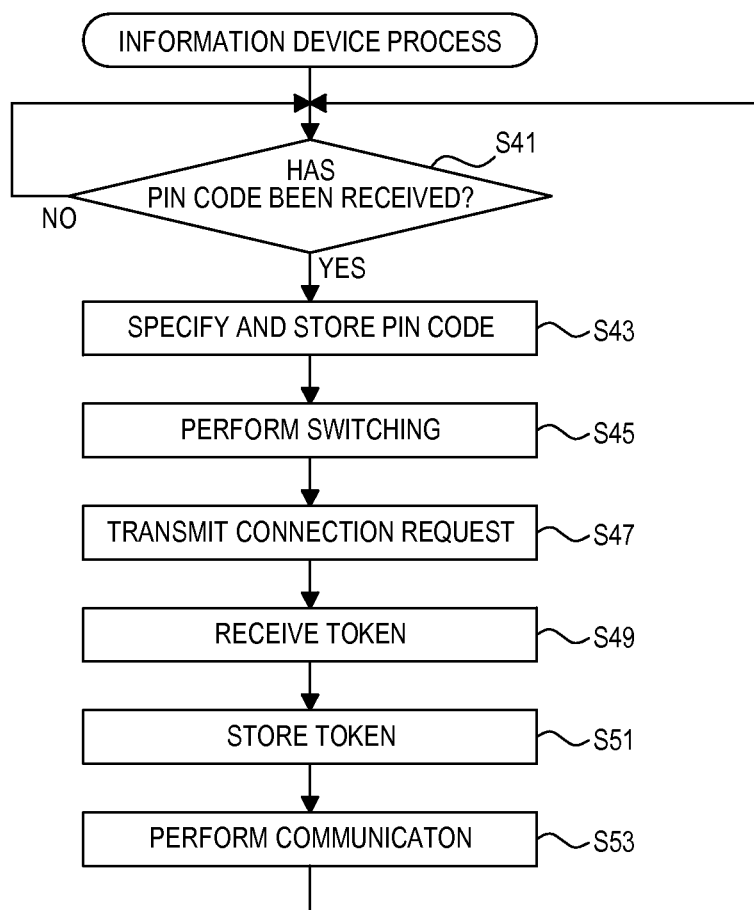 INFORMATION DEVICE PROCESS
S41
HAS
PIN CODE BEEN RECEIVED?
NO
YES
SPECIFY AND STORE PIN CODE
S43
PERFORM SWITCHING
S45
TRANSMIT CONNECTION REQUEST
S47
RECEIVE TOKEN
S49
STORE TOKEN
S51
PERFORM COMMUNICATON
S53